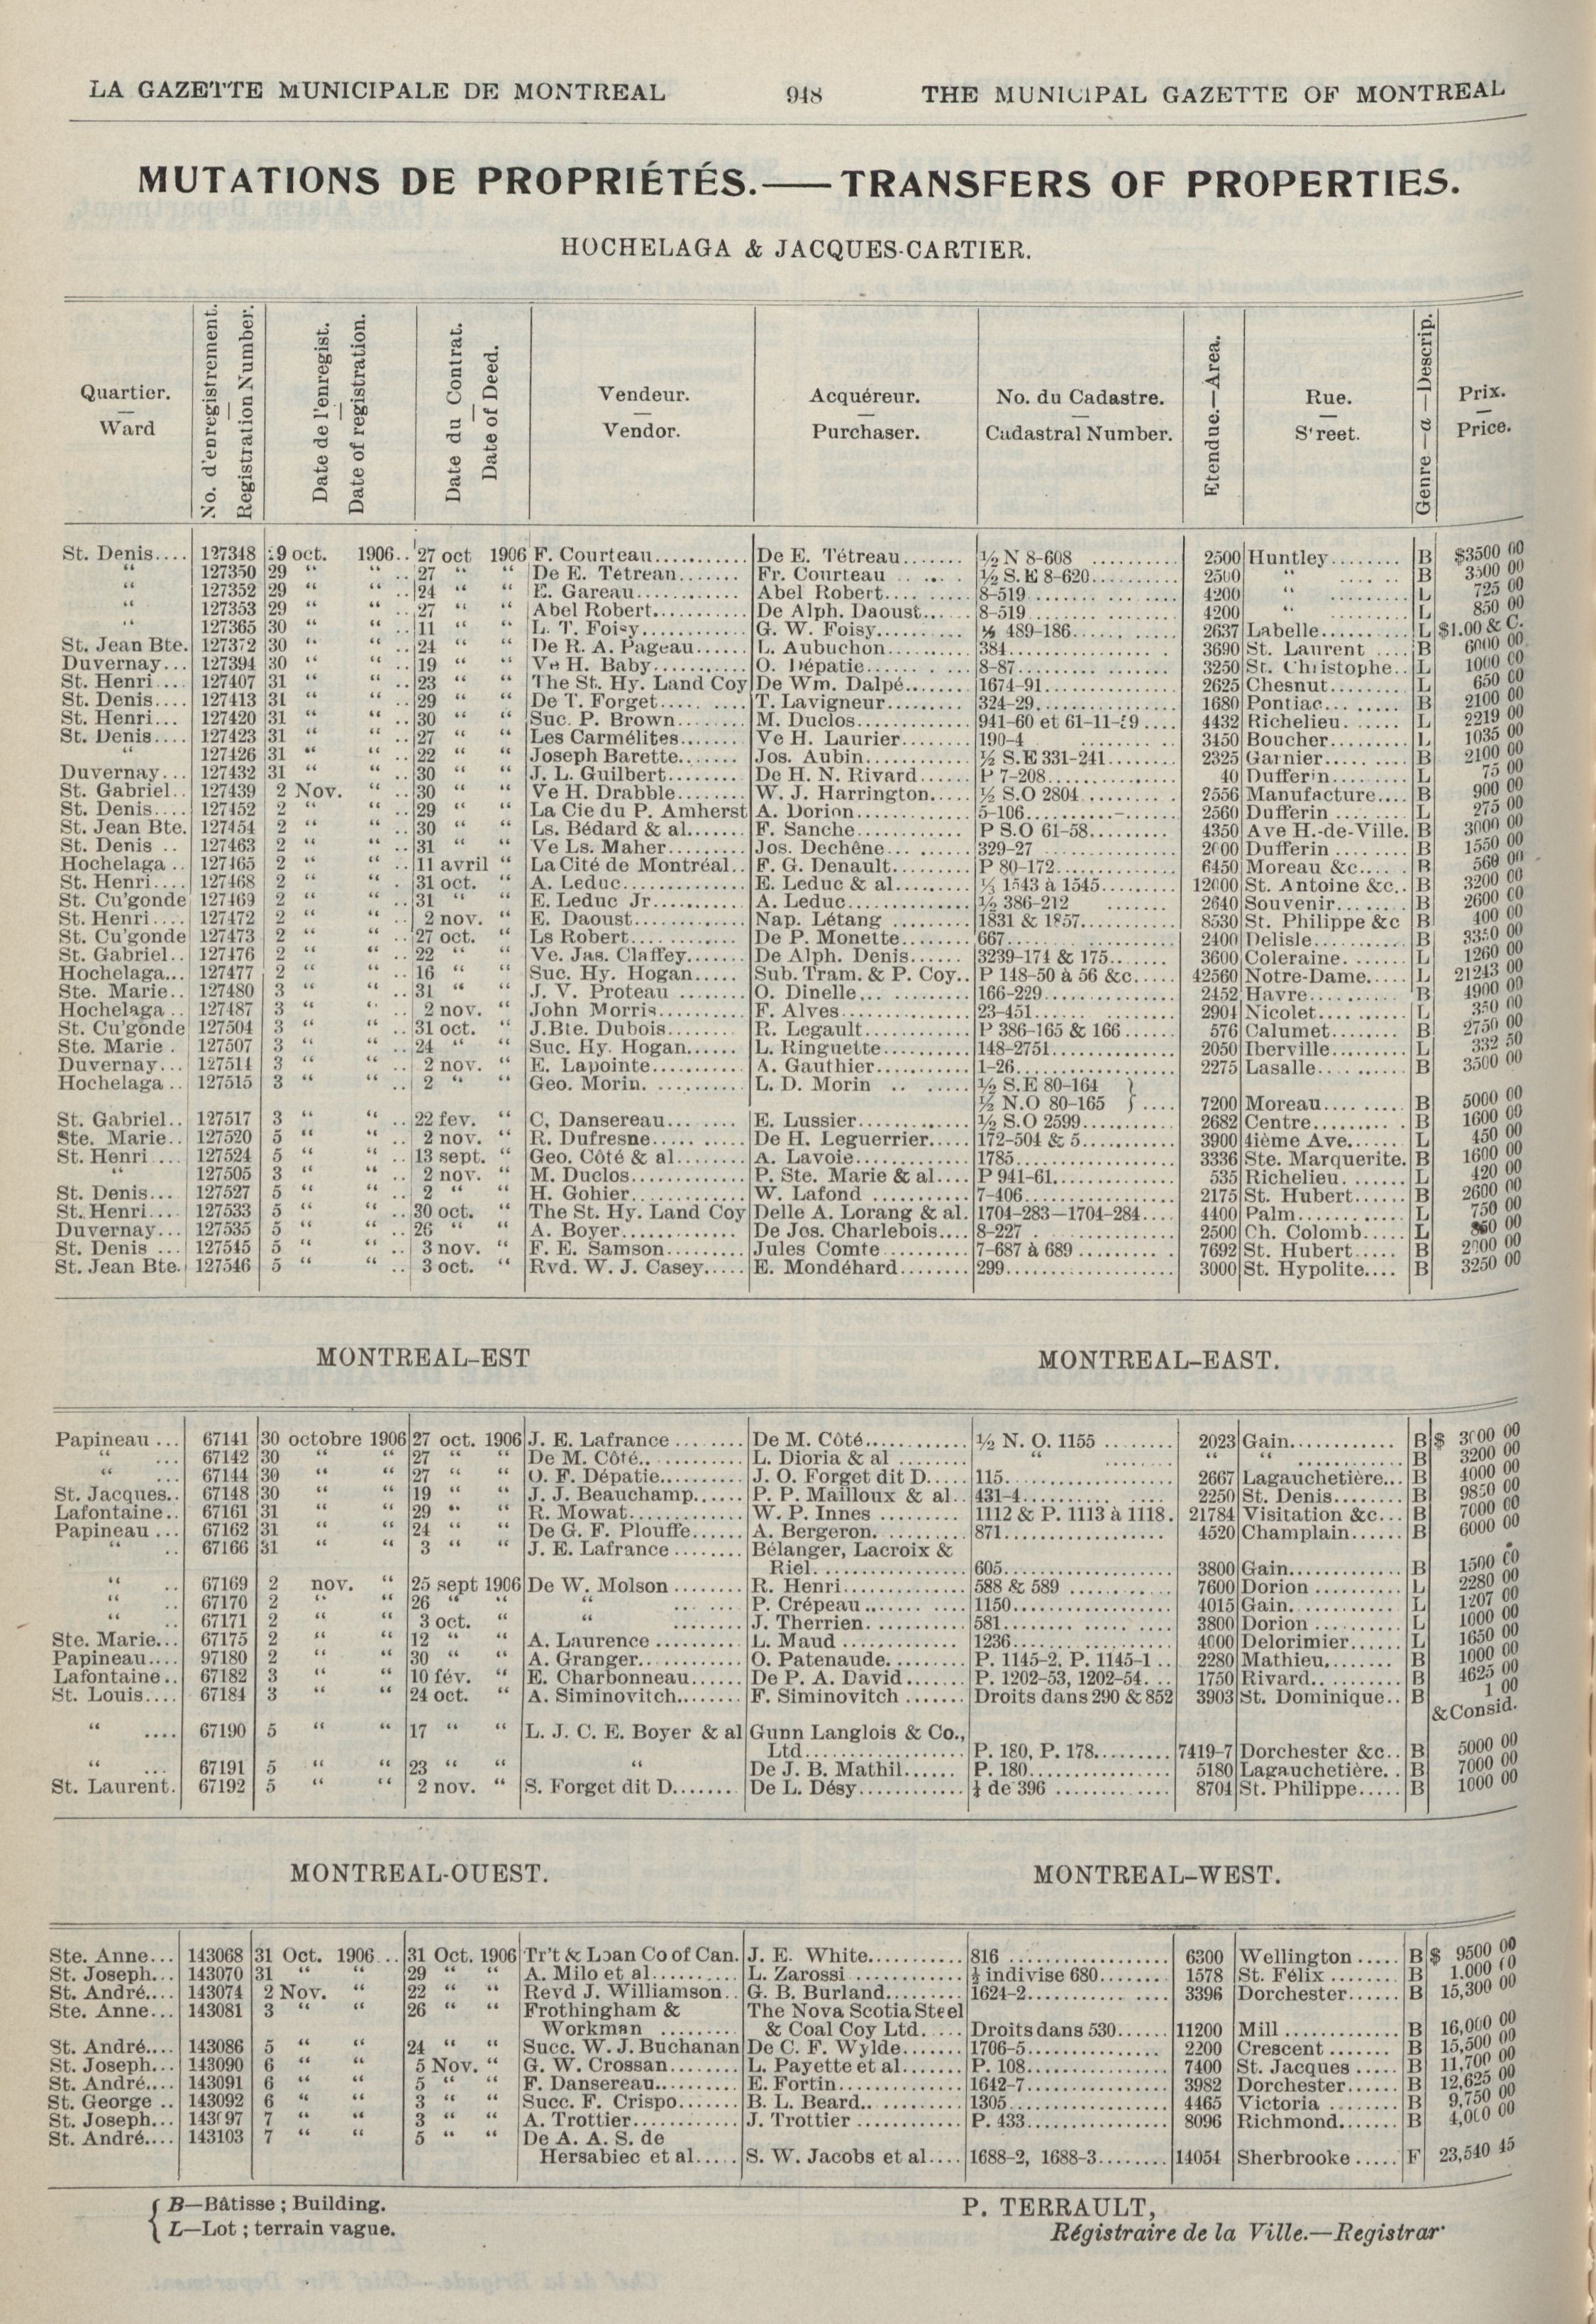 LA GAZETTE MUNICIPALE DE MONTREAL 948 THE MUNICIPAL GAZETTE OF MONTREAL
MUTATIONS DE PROPRIÉTÉS.—TRANSFERS OF PROPERTIES.
HOCHELAGA & JACQUES-CARTIER.
Quartier. — Ward
No. d'enregistrement. — Registration Number.
Date de l'enregist. — Date of registration.
Date du Contrat. — Date of Deed.
Vendeur. — Vendor.
Acquéreur. — Purchaser.
No. du Cadastre. — Cadastral Number.
Etendue.—Area.
Rue. — S'reet.
Genre—a—Descrip.
Prix. — Price.
St. Denis.... 127348 29 oct. 1906.. 27 oct 1906 F. Courteau........... De E. Tétreau....... ½ N 8-608 .......... 2500 Huntley........ B $3500 00
“ 127350 29 “ “ .. 27 “ “ De E. Tétreau....... Fr. Courteau ...... ½ S.E 8-620.......... 2500 “ ...... B 3500 00
“ 127352 29 “ “ .. 24 “ “ E. Gareau............ Abel Robert.......... 8-519................ 4200 “ ......... L 725 00
“ 127353 29 “ “ .. 27 “ “ Abel Robert.......... De Alph. Daoust..... 8-519................ 4200 “ ......... L 850 00
“ 127365 30 “ “ .. 11 “ “ L. T. Foisy........... G. W. Foisy.......... 489-186........... 2637 Labelle.......... L $1.00 & C.
St. Jean Bte. 127372 30 “ “ .. 24 “ “ De R. A. Pageau...... L. Aubuchon......... 384................. 3690 St. Laurent .... B 6000 00
Duvernay... 127394 30 “ “ .. 19 “ “ Ve H. Baby........... O. Dépatie........... 8-87................ 3250 St. Christophe.. L 1000 00
St. Henri.... 127407 31 “ “ .. 23 “ “ The St. Hy. Land Coy De Wm. Dalpé....... 1674-91.............. 2625 Chesnut......... L 650 00
St. Denis.... 127413 31 “ “ .. 29 “ “ De T. Forget.......... T. Lavigneur......... 324-29.............. 1680 Pontiac......... B 2100 00
St. Henri... 127420 31 “ “ .. 30 “ “ Suc. P. Brown........ M. Duclos............ 941-60 et 61-11-29.... 4432 Richelieu....... L 2219 00
St. Denis.... 127423 31 “ “ .. 27 “ “ Les Carmélites....... Ve H. Laurier........ 190-4 .......... 3450 Boucher......... L 1035 00
“ 127426 31 “ “ .. 22 “ “ Joseph Barette....... Jos. Aubin........... ½ S.E 331-241........ 2325 Garnier......... B 2100 00
Duvernay... 127432 31 “ “ .. 30 “ “ J. L. Guilbert........ De H. N. Rivard...... P 7-208.............. 40 Dufferin......... L 75 00
St. Gabriel.. 127439 2 Nov. “ .. 30 “ “ Ve H. Drabble........ W. J. Harrington..... ½ S.O 2804.......... 2556 Manufacture.... B 900 00
St. Denis.... 127452 2 “ “ .. 29 “ “ La Cie du P. Amherst A. Dorion............ 5-106............... 2560 Dufferin ........ L 275 00
St. Jean Bte. 127454 2 “ “ .. 30 “ “ Ls. Bédard & al....... F. Sanche............ P S.O 61-58......... 4350 Ave H.-de-Ville. B 3000 00
St. Denis .. 127463 2 “ “ .. 31 “ “ Ve Ls. Maher......... Jos. Dechêne......... 329-27 ............. 2000 Dufferin ........ B 1550 00
Hochelaga .. 127465 2 “ “ .. 11 avril “ La Cité de Montréal.. F. G. Denault........ P 80-172............. 6450 Moreau &c..... B 560 00
St. Henri.... 127468 2 “ “ . 31 oct. “ A. Leduc............. E. Leduc & al........ ⅓ 1543 à 1545......... 12000 St. Antoine &c.. B 3200 00
St. Cu'gonde 127469 2 “ “ .. 31 “ “ E. Leduc Jr.......... A. Leduc............. ½ 386-212 ....... 2640 Souvenir........ B 2600 00
St. Henri.... 127472 2 “ “ .. 2 nov. “ E. Daoust............ Nap. Létang ......... 1831 & 1857........... 8530 St. Philippe &c B 400 00
St. Cu'gonde 127473 2 “ “ .. 27 oct. “ Ls Robert............ De P. Monette........ 667................. 2400 Delisle.......... B 3350 00
St. Gabriel.. 127476 2 “ “ .. 22 “ “ Ve. Jas. Claffey....... De Alph. Denis...... 3239-174 & 175....... 3600 Coleraine........ L 1260 00
Hochelaga... 127477 2 “ “ .. 16 “ “ Suc. Hy. Hogan..... Sub. Tram. & P. Coy.. P 148-50 à 56 &c..... 42560 Notre-Dame..... L 21243 00
Ste. Marie.. 127480 3 “ “ .. 31 “ “ J. V. Proteau ........ O. Dinelle............ 166-229.............. 2452 Havre.......... B 4900 00
Hochelaga .. 127487 3 “ “ .. 2 nov. “ John Morris.......... F. Alves............. 23-451.............. 2904 Nicolet.......... L 350 00
St. Cu'gonde 127504 3 “ “ .. 31 oct. “ J.Bte. Dubois........ R. Legault........... P 386-165 & 166...... 576 Calumet........ B 2750 00
Ste. Marie . 127507 3 “ “ .. 24 “ “ Suc. Hy. Hogan...... L. Ringuette.......... 148-2751............. 2050 Iberville......... L 332 50
Duvernay... 127514 3 “ “ .. 2 nov. “ E. Lapointe.......... A. Gauthier.......... 1-26................. 2275 Lasalle.......... B 3500 00
Hochelaga .. 127515 3 “ “ .. 2 “ “ Geo. Morin. .......... L. D. Morin ....... ½ S.E 80-164 }
½ N.O 80-165 } .... 7200 Moreau......... B 5000 00
St. Gabriel.. 127517 3 “ “ .. 22 fev. “ C, Dansereau........ E. Lussier............ ½ S.O 2599........... 2682 Centre.......... B 1600 00
Ste. Marie.. 127520 5 “ “ .. 2 nov. “ R. Dufresne.......... De H. Leguerrier..... 172-504 & 5........... 3900 4ième Ave...... L 450 00
St. Henri.... 127524 5 “ “ .. 13 sept. “ Geo. Côté & al........ A. Lavoie............ 1785................ 3336 Ste. Marquerite. B 1600 00
“ 127505 3 “ “ .. 2 nov. “ M. Duclos............ P. Ste. Marie & al.... P 941-61............. 535 Richelieu....... L 420 00
St. Denis... 127527 5 “ “ .. 2 “ “ H. Gohier............ W. Lafond .......... 7-406................ 2175 St. Hubert...... B 2600 00
St. Henri.... 127533 5 “ “ .. 30 oct. “ The St. Hy. Land Coy Delle A. Lorang & al. 1704-283—1704-284.... 4400 Palm........... L 750 00
Duvernay... 127535 5 “ “ .. 26 “ “ A. Boyer............. De Jos. Charlebois.... 8-227 . ............. 2500 Ch. Colomb..... L 00
St. Denis ... 127545 5 “ “ .. 3 nov. “ F. E. Samson......... Jules Comte.......... 7-687 à 689 .......... 7692 St. Hubert..... B 2000 00
St. Jean Bte. 127546 5 “ “ .. 3 oct. “ Rvd. W. J. Casey..... E. Mondéhard........ 299................. 3000 St. Hypolite.... B 3250 00
MONTREAL-EST MONTREAL-EAST.
Papineau ... 67141 30 octobre 1906 27 oct. 1906 J. E. Lafrance ........ De M. Côté........... ½ N. O. 1155 ........ 2023 Gain............ B $ 3000 00
“ ... 67142 30 “ “ 27 “ “ De M. Côté........... L. Dioria & al ........ “ ........ “ “ “ ............ B 3200 00
“ ... 67144 30 “ “ 27 “ “ O. F. Dépatie......... J. O. Forget dit D..... 115................. 2667 Lagauchetière... B 4000 00
St. Jacques.. 67148 30 “ “ 19 “ “ J. J. Beauchamp...... P. P. Mailloux & al.. 431-4............... 2250 St. Denis........ B 9850 00
Lafontaine.. 67161 31 “ “ 29 “ “ R. Mowat............ W. P. Innes ......... 1112 & P. 1113 à 1118. 21784 Visitation &c... B 7000 00
Papineau ... 67162 31 “ “ 24 “ “ De G. F. Plouffe...... A. Bergeron.......... 871................. 4520 Champlain...... B 6000 00
“ .. 67166 31 “ “ 3 “ “ J. E. Lafrance ........ Bélanger, Lacroix &
Riel................ 605................. 3800 Gain............ B 1500 00
“ .. 67169 2 nov. “ 25 sept 1906 De W. Molson ........ R. Henri............. 588 & 589 ........... 7600 Dorion .......... L 2280 00
“ .. 67170 2 “ “ 26 “ “ “ ........ P. Crépeau........... 1150................ 4015 Gain............ L 1207 00
“ .. 67171 2 “ “ 3 oct. “ “ ........ J. Therrien........... 581................. 3800 Dorion .......... L 1000 00
Ste. Marie... 67175 2 “ “ 12 “ “ A. Laurence .......... L. Maud ............ 1236................ 4000 Delorimier...... L 1650 00
Papineau.... 97180 2 “ “ 30 “ “ A. Granger........... O. Patenaude......... P. 1145-2, P. 1145-1 .. 2280 Mathieu........ B 1000 00
Lafontaine.. 67182 3 “ “ 10 fév. “ E. Charbonneau...... De P. A. David....... P. 1202-53, 1202-54. .. 1750 Rivard.......... B 4625 00
St. Louis.... 67184 3 “ “ 24 oct. “ A. Siminovitch........ F. Siminovitch ....... Droits dans 290 & 852 3903 St. Dominique.. B 1 00
&Consid.
“ .... 67190 5 “ “ 17 “ “ L. J. C. E. Boyer & al Gunn Langlois & Co.,
Ltd................. P. 180, P. 178......... 7419-7 Dorchester &c.. B 5000 00
“ ... 67191 5 “ “ 23 “ “ “ De J. B. Mathil...... P. 180............... 5180 Lagauchetière.. B 7000 00
St. Laurent. 67192 5 “ “ 2 nov. “ S. Forget dit D....... De L. Désy............ de 396 ............ 8704 St. Philippe..... B 1000 00
MONTREAL-OUEST. MONTREAL-WEST.
Ste. Anne... 143068 31 Oct. 1906... 31 Oct. 1906 Tr't & Loan Co of Can. J. E. White........... 816 ................. 6300 Wellington..... B $ 9500 00
St. Joseph... 143070 31 “ “ 29 “ “ A. Milo et al.......... L. Zarossi ............ ½ indivise 680........ 1578 St. Félix ........ B 1.000 00
St. André.... 143074 2 Nov. “ 22 “ “ Revd J. Williamson.. G. B. Burland......... 1624-2............... 3396 Dorchester...... B 15,300 00
Ste. Anne... 143081 3 “ “ 26 “ “ Frothingham & The Nova Scotia Steel
Workman ......... & Coal Coy Ltd..... Droits dans 530...... 11200 Mill ............ B 16,000 00
St. André.... 143086 5 “ “ 24 “ “ Succ. W. J. Buchanan De C. F. Wylde...... 1706-5............... 2200 Crescent ....... B 15,500 00
St. Joseph... 143090 6 “ “ 5 Nov. “ G. W. Crossan........ L. Payette et al....... P. 108............... 7400 St. Jacques ..... B 11,700 00
St. André.... 143091 6 “ “ 5 “ “ F. Dansereau.......... E. Fortin............. 1642-7............... 3982 Dorchester...... B 12,625 00
St. George .. 143092 6 “ “ 3 “ “ Succ. F. Crispo....... B. L. Beard.......... 1305................ 4465 Victoria ........ B 9,750 00
St. Joseph... 143097 7 “ “ 3 “ “ A. Trottier........... J. Trottier ........... P. 433............... 8096 Richmond....... B 4,000 00
St. André.... 143103 7 “ “ 5 “ “ De A. A. S. de
Hersabiec et al..... S. W. Jacobs et al.... 1688-2, 1688-3........ 14054 Sherbrooke..... F 23,540 45
B—Bâtisse ; Building.
L—Lot ; terrain vague.
P. TERRAULT,
Régistraire de la Ville.—Registrar